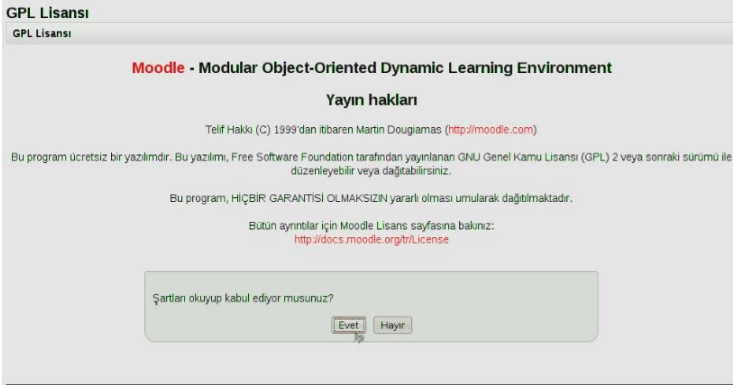 GPL Lisansı
GPL Lisansı
Moodle - Modular Object-Oriented Dynamic Learning Environment
Yayın hakları
Telif Hakkı (C) 1999'dan itibaren Martin Dougiamas (http://moodle.com)
Bu program ücretsiz bir yazılımdır. Bu yazılımı, Free Software Foundation tarafından yayınlanan GNU Genel Kamu Lisansı (GPL) 2 veya sonraki sürümü ile
düzenleyebilir veya dağıtabilirsiniz.
Bu program, HİÇBİR GARANTİSİ OLMAKSIZIN yararlı olması umularak dağıtılmaktadır.
Bütün ayrıntılar için Moodle Lisans sayfasına bakınız:
http://docs.moodle.org/tr/License
Şartları okuyup kabul ediyor musunuz?
Evet Hayır